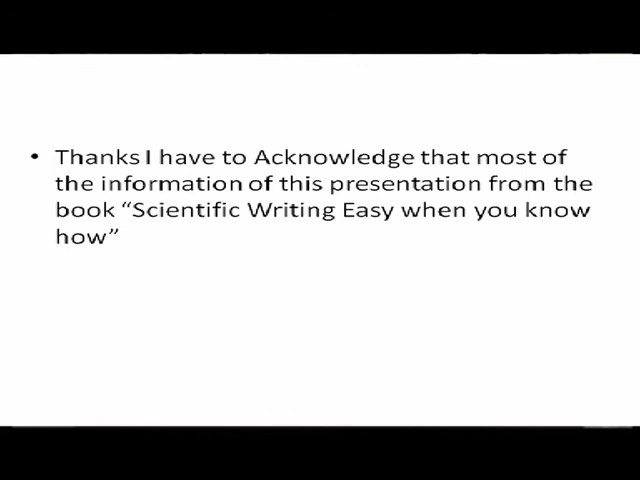 • Thanks I have to Acknowledge that most of
the information of this presentation from the
book “Scientific Writing Easy when you know
how”